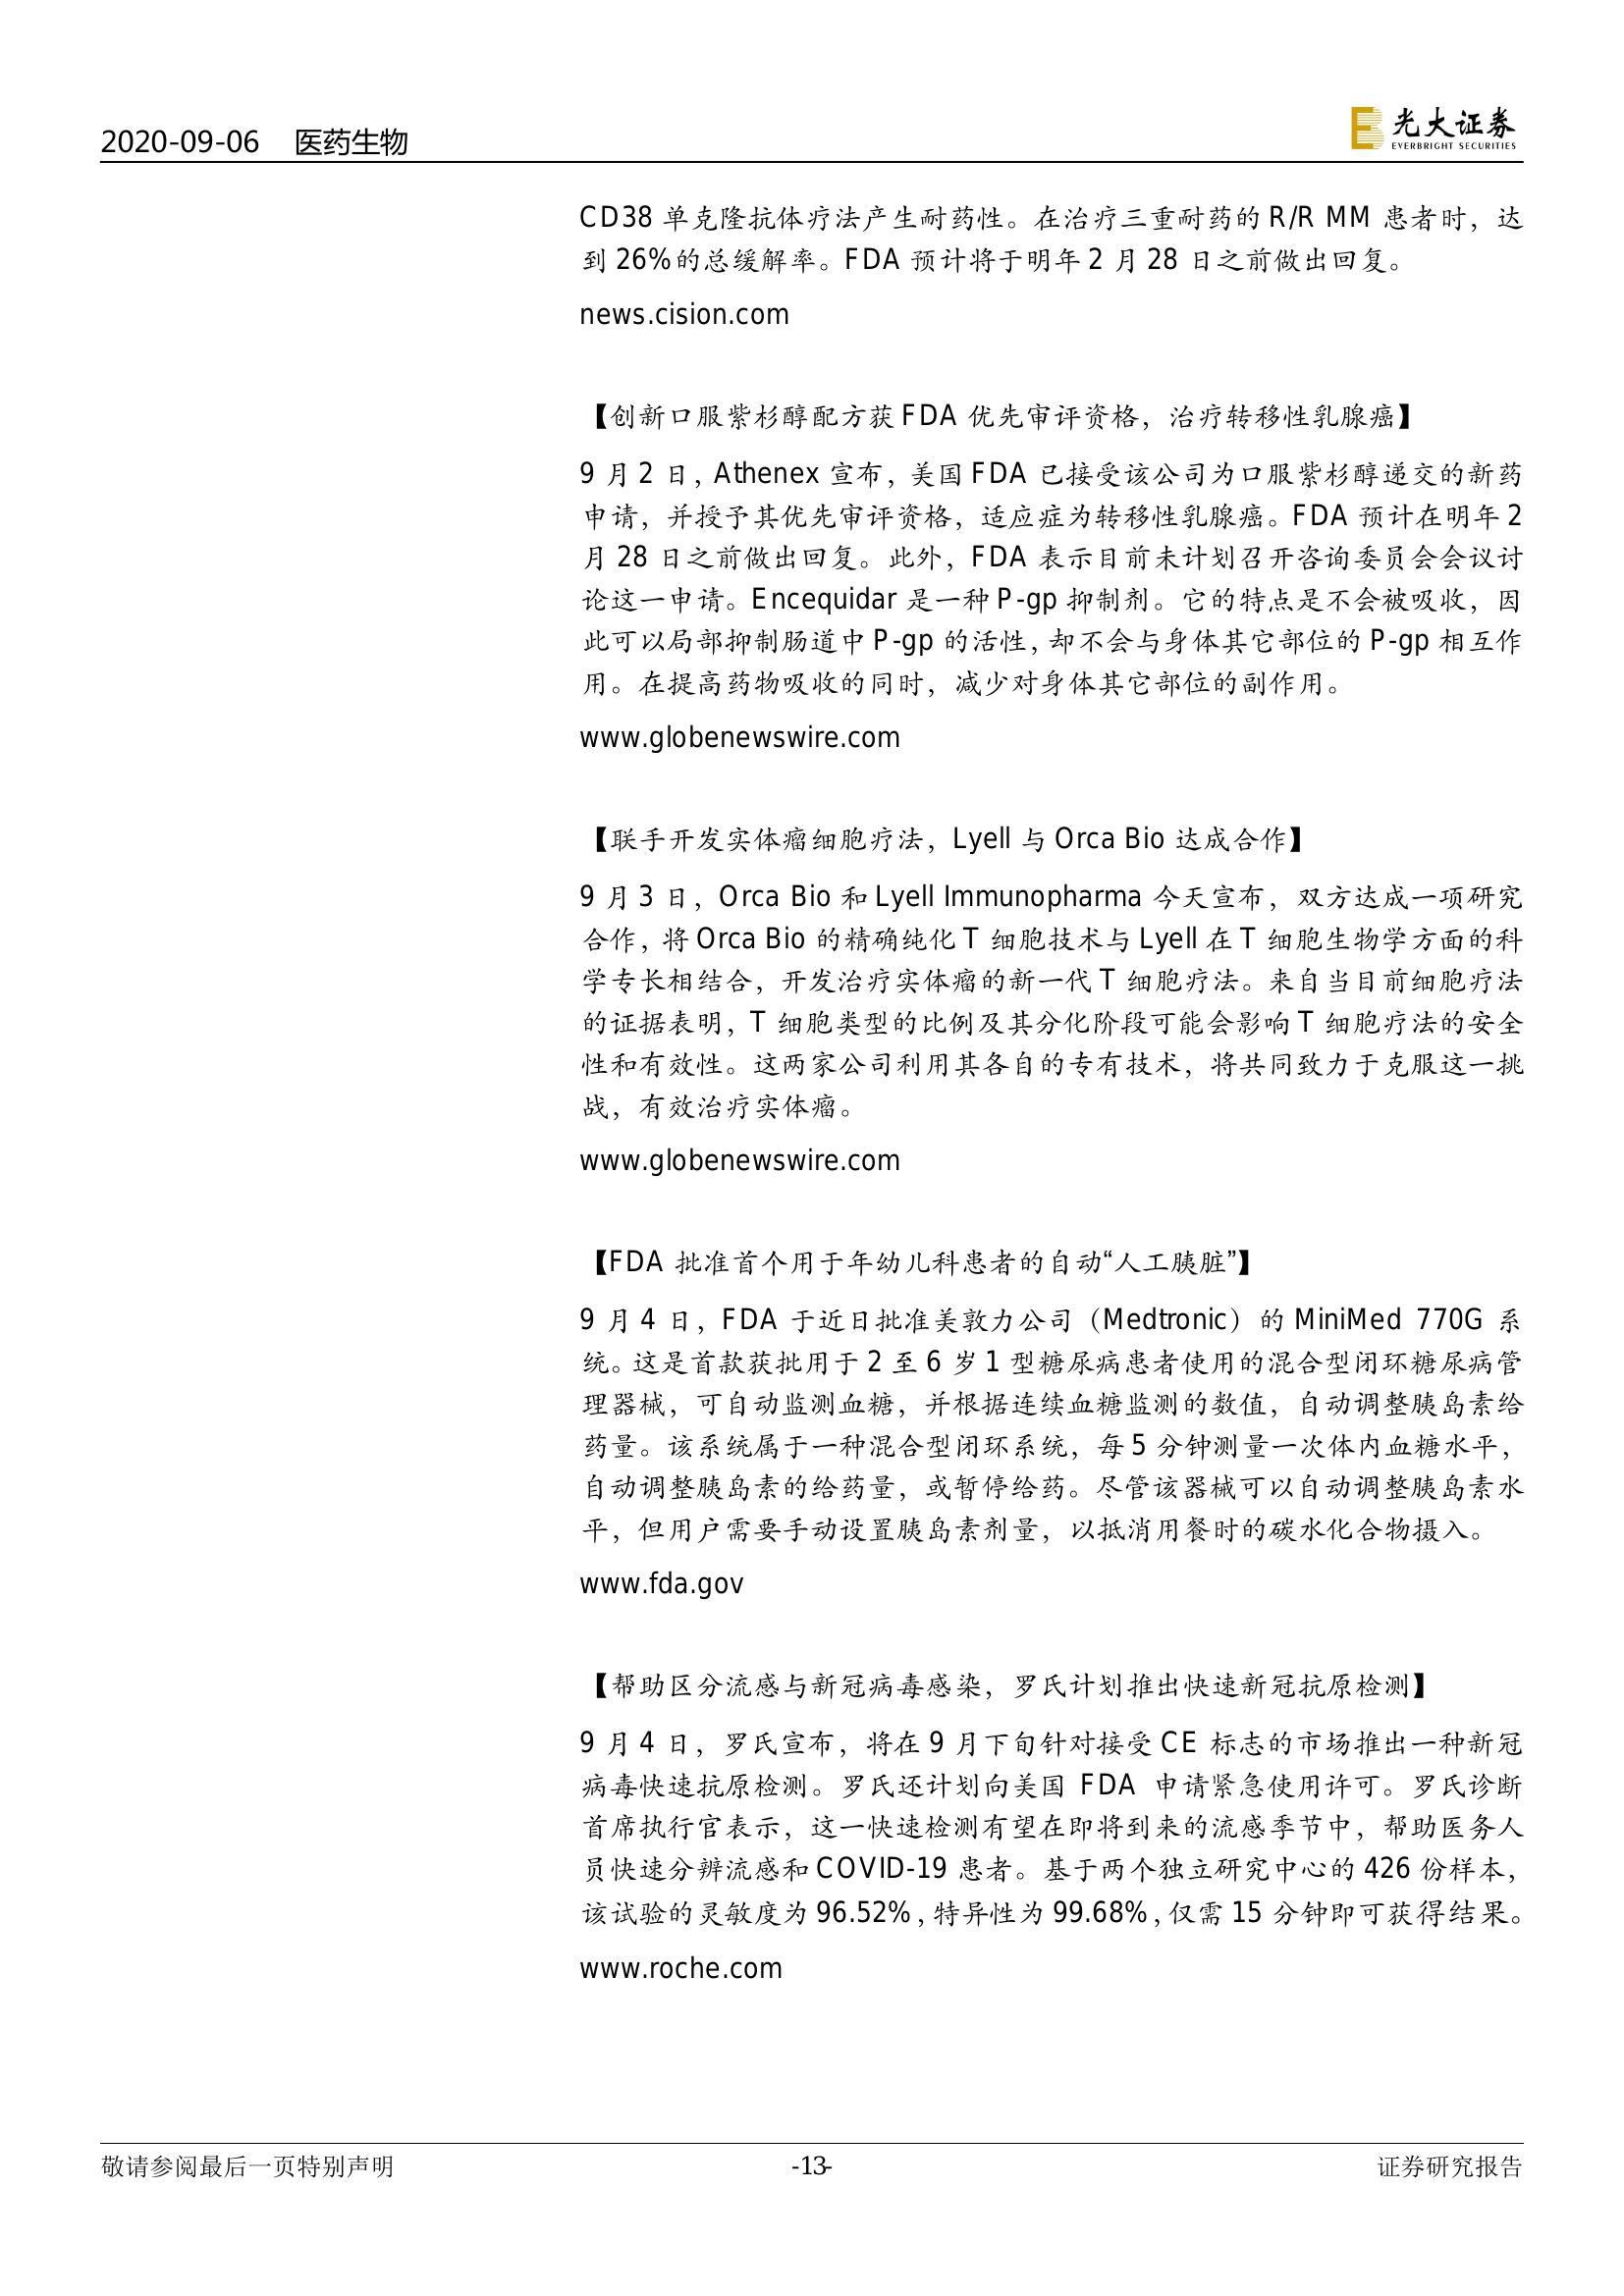 2020-09-06 医药生物
光大证券
EVERBRIGHT SECURITIES
CD38 单克隆抗体疗法产生耐药性。在治疗三重耐药的 R/R MM 患者时，达
到 26%的总缓解率。FDA 预计将于明年 2 月 28 日之前做出回复。
news.cision.com
【创新口服紫杉醇配方获 FDA 优先审评资格，治疗转移性乳腺癌】
9 月 2 日，Athenex 宣布，美国 FDA 已接受该公司为口服紫杉醇递交的新药
申请，并授予其优先审评资格，适应症为转移性乳腺癌。FDA 预计在明年 2
月 28 日之前做出回复。此外，FDA 表示目前未计划召开咨询委员会会议讨
论这一申请。Encequidar 是一种 P-gp 抑制剂。它的特点是不会被吸收，因
此可以局部抑制肠道中 P-gp 的活性，却不会与身体其它部位的 P-gp 相互作
用。在提高药物吸收的同时，减少对身体其它部位的副作用。
www.globenewswire.com
【联手开发实体瘤细胞疗法，Lyell 与 Orca Bio 达成合作】
9 月 3 日，Orca Bio 和 Lyell Immunopharma 今天宣布，双方达成一项研究
合作，将 Orca Bio 的精确纯化 T 细胞技术与 Lyell 在 T 细胞生物学方面的科
学专长相结合，开发治疗实体瘤的新一代 T 细胞疗法。来自当目前细胞疗法
的证据表明，T 细胞类型的比例及其分化阶段可能会影响 T 细胞疗法的安全
性和有效性。这两家公司利用其各自的专有技术，将共同致力于克服这一挑
战，有效治疗实体瘤。
www.globenewswire.com
【FDA 批准首个用于年幼儿科患者的自动“人工胰脏”】
9 月 4 日，FDA 于近日批准美敦力公司（Medtronic）的 MiniMed 770G 系
统。这是首款获批用于 2 至 6 岁 1 型糖尿病患者使用的混合型闭环糖尿病管
理器械，可自动监测血糖，并根据连续血糖监测的数值，自动调整胰岛素给
药量。该系统属于一种混合型闭环系统，每 5 分钟测量一次体内血糖水平，
自动调整胰岛素的给药量，或暂停给药。尽管该器械可以自动调整胰岛素水
平，但用户需要手动设置胰岛素剂量，以抵消用餐时的碳水化合物摄入。
www.fda.gov
【帮助区分流感与新冠病毒感染，罗氏计划推出快速新冠抗原检测】
9 月 4 日，罗氏宣布，将在 9 月下旬针对接受 CE 标志的市场推出一种新冠
病毒快速抗原检测。罗氏还计划向美国 FDA 申请紧急使用许可。罗氏诊断
首席执行官表示，这一快速检测有望在即将到来的流感季节中，帮助医务人
员快速分辨流感和 COVID-19 患者。基于两个独立研究中心的 426 份样本，
该试验的灵敏度为 96.52%，特异性为 99.68%，仅需 15 分钟即可获得结果。
www.roche.com
敬请参阅最后一页特别声明 -13- 证券研究报告